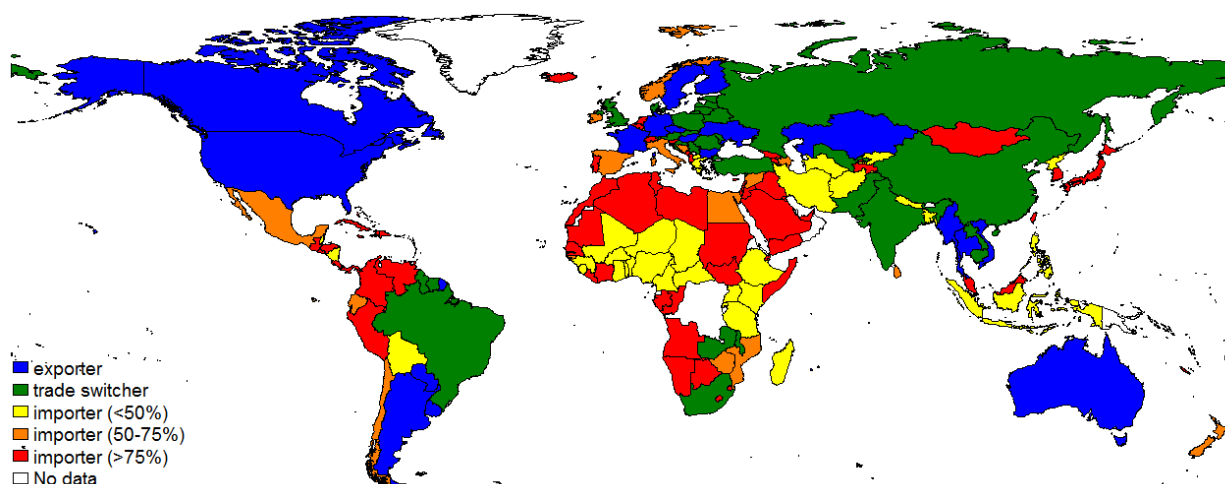 exporter
trade switcher
importer (<50%)
importer (50-75%)
importer (>75%)
No data